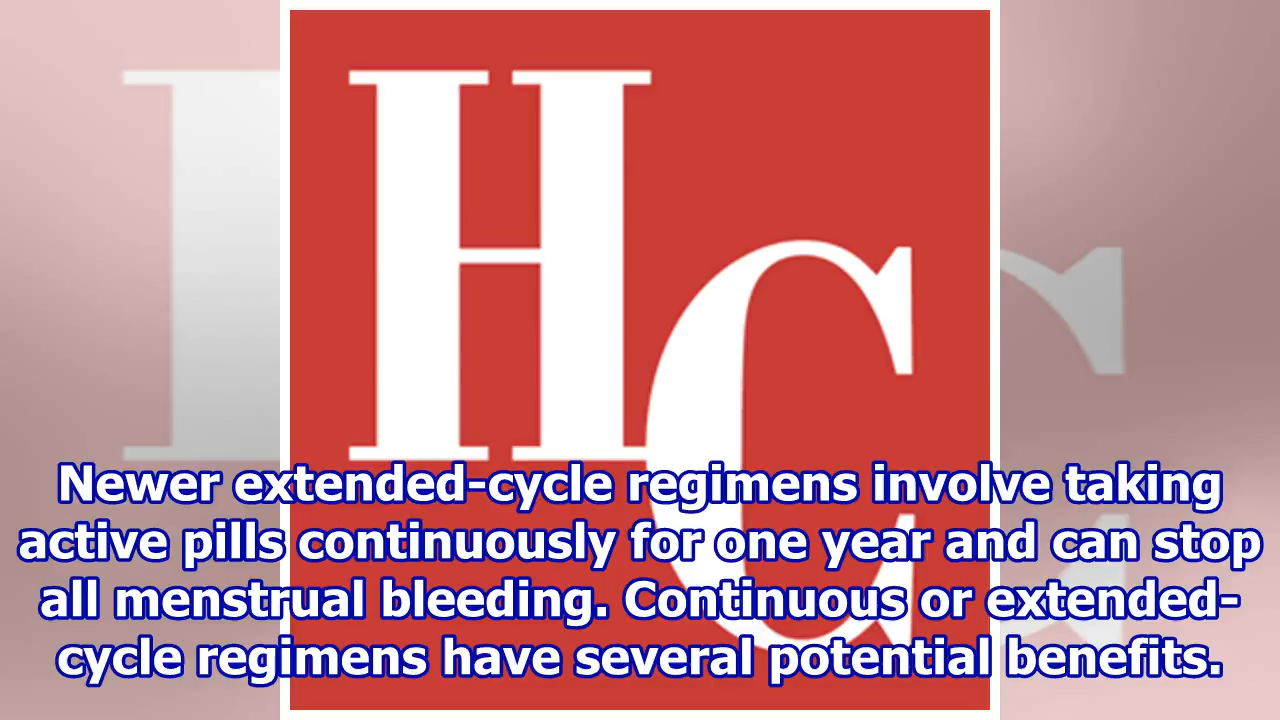 HC
Newer extended-cycle regimens involve taking
active pills continuously for one year and can stop
all menstrual bleeding. Continuous or extended-
cycle regimens have several potential benefits.